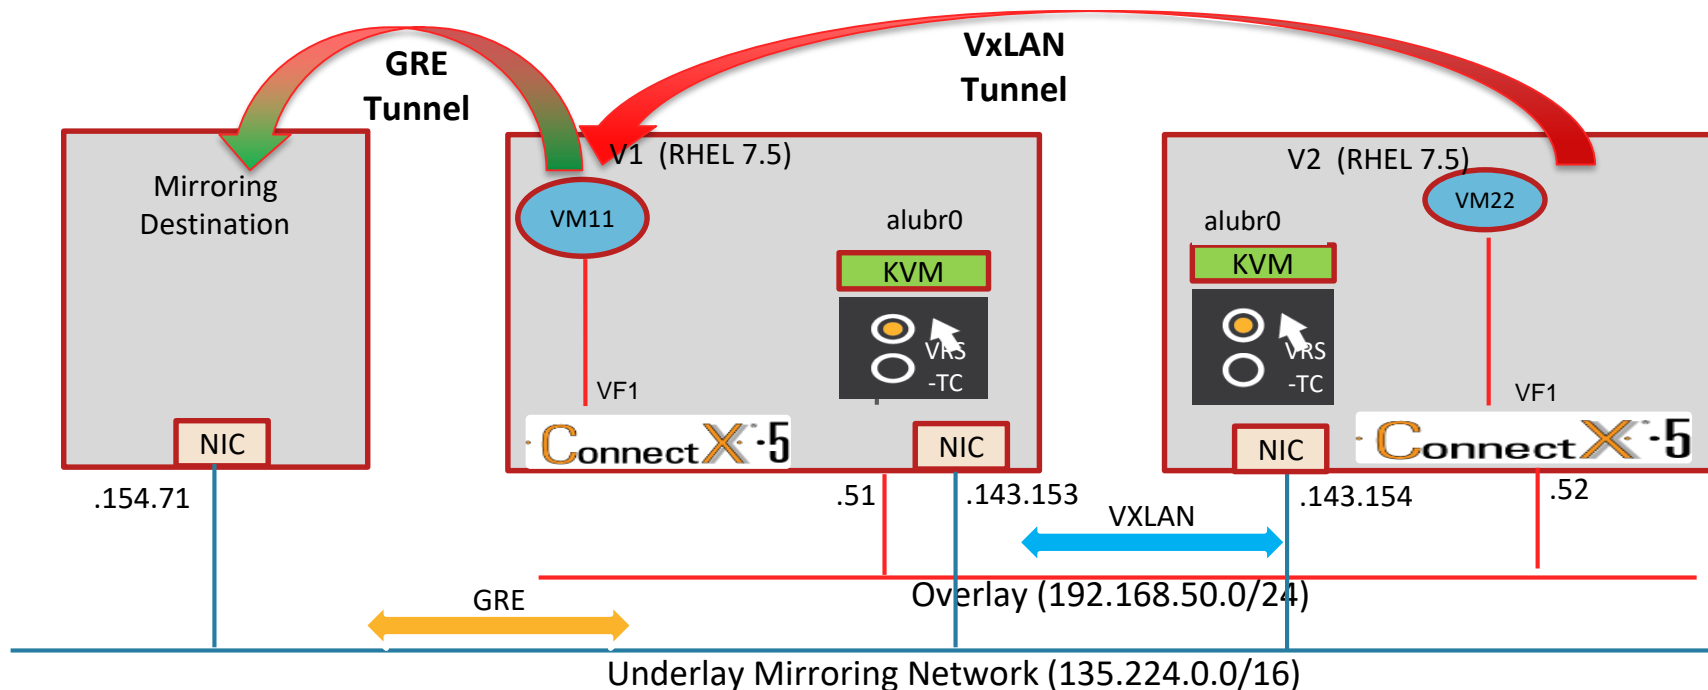 GRE
Tunnel
VxLAN
Tunnel
Mirroring
Destination
NIC
.154.71
V1 (RHEL 7.5)
VM11
VF1
alubr0
KVM
VRS
-TC
ConnectX-5
NIC
.51
.143.153
V2 (RHEL 7.5)
VM22
alubr0
KVM
VRS
-TC
VF1
NIC
ConnectX-5
.143.154
.52
VXLAN
Overlay (192.168.50.0/24)
GRE
Underlay Mirroring Network (135.224.0.0/16)